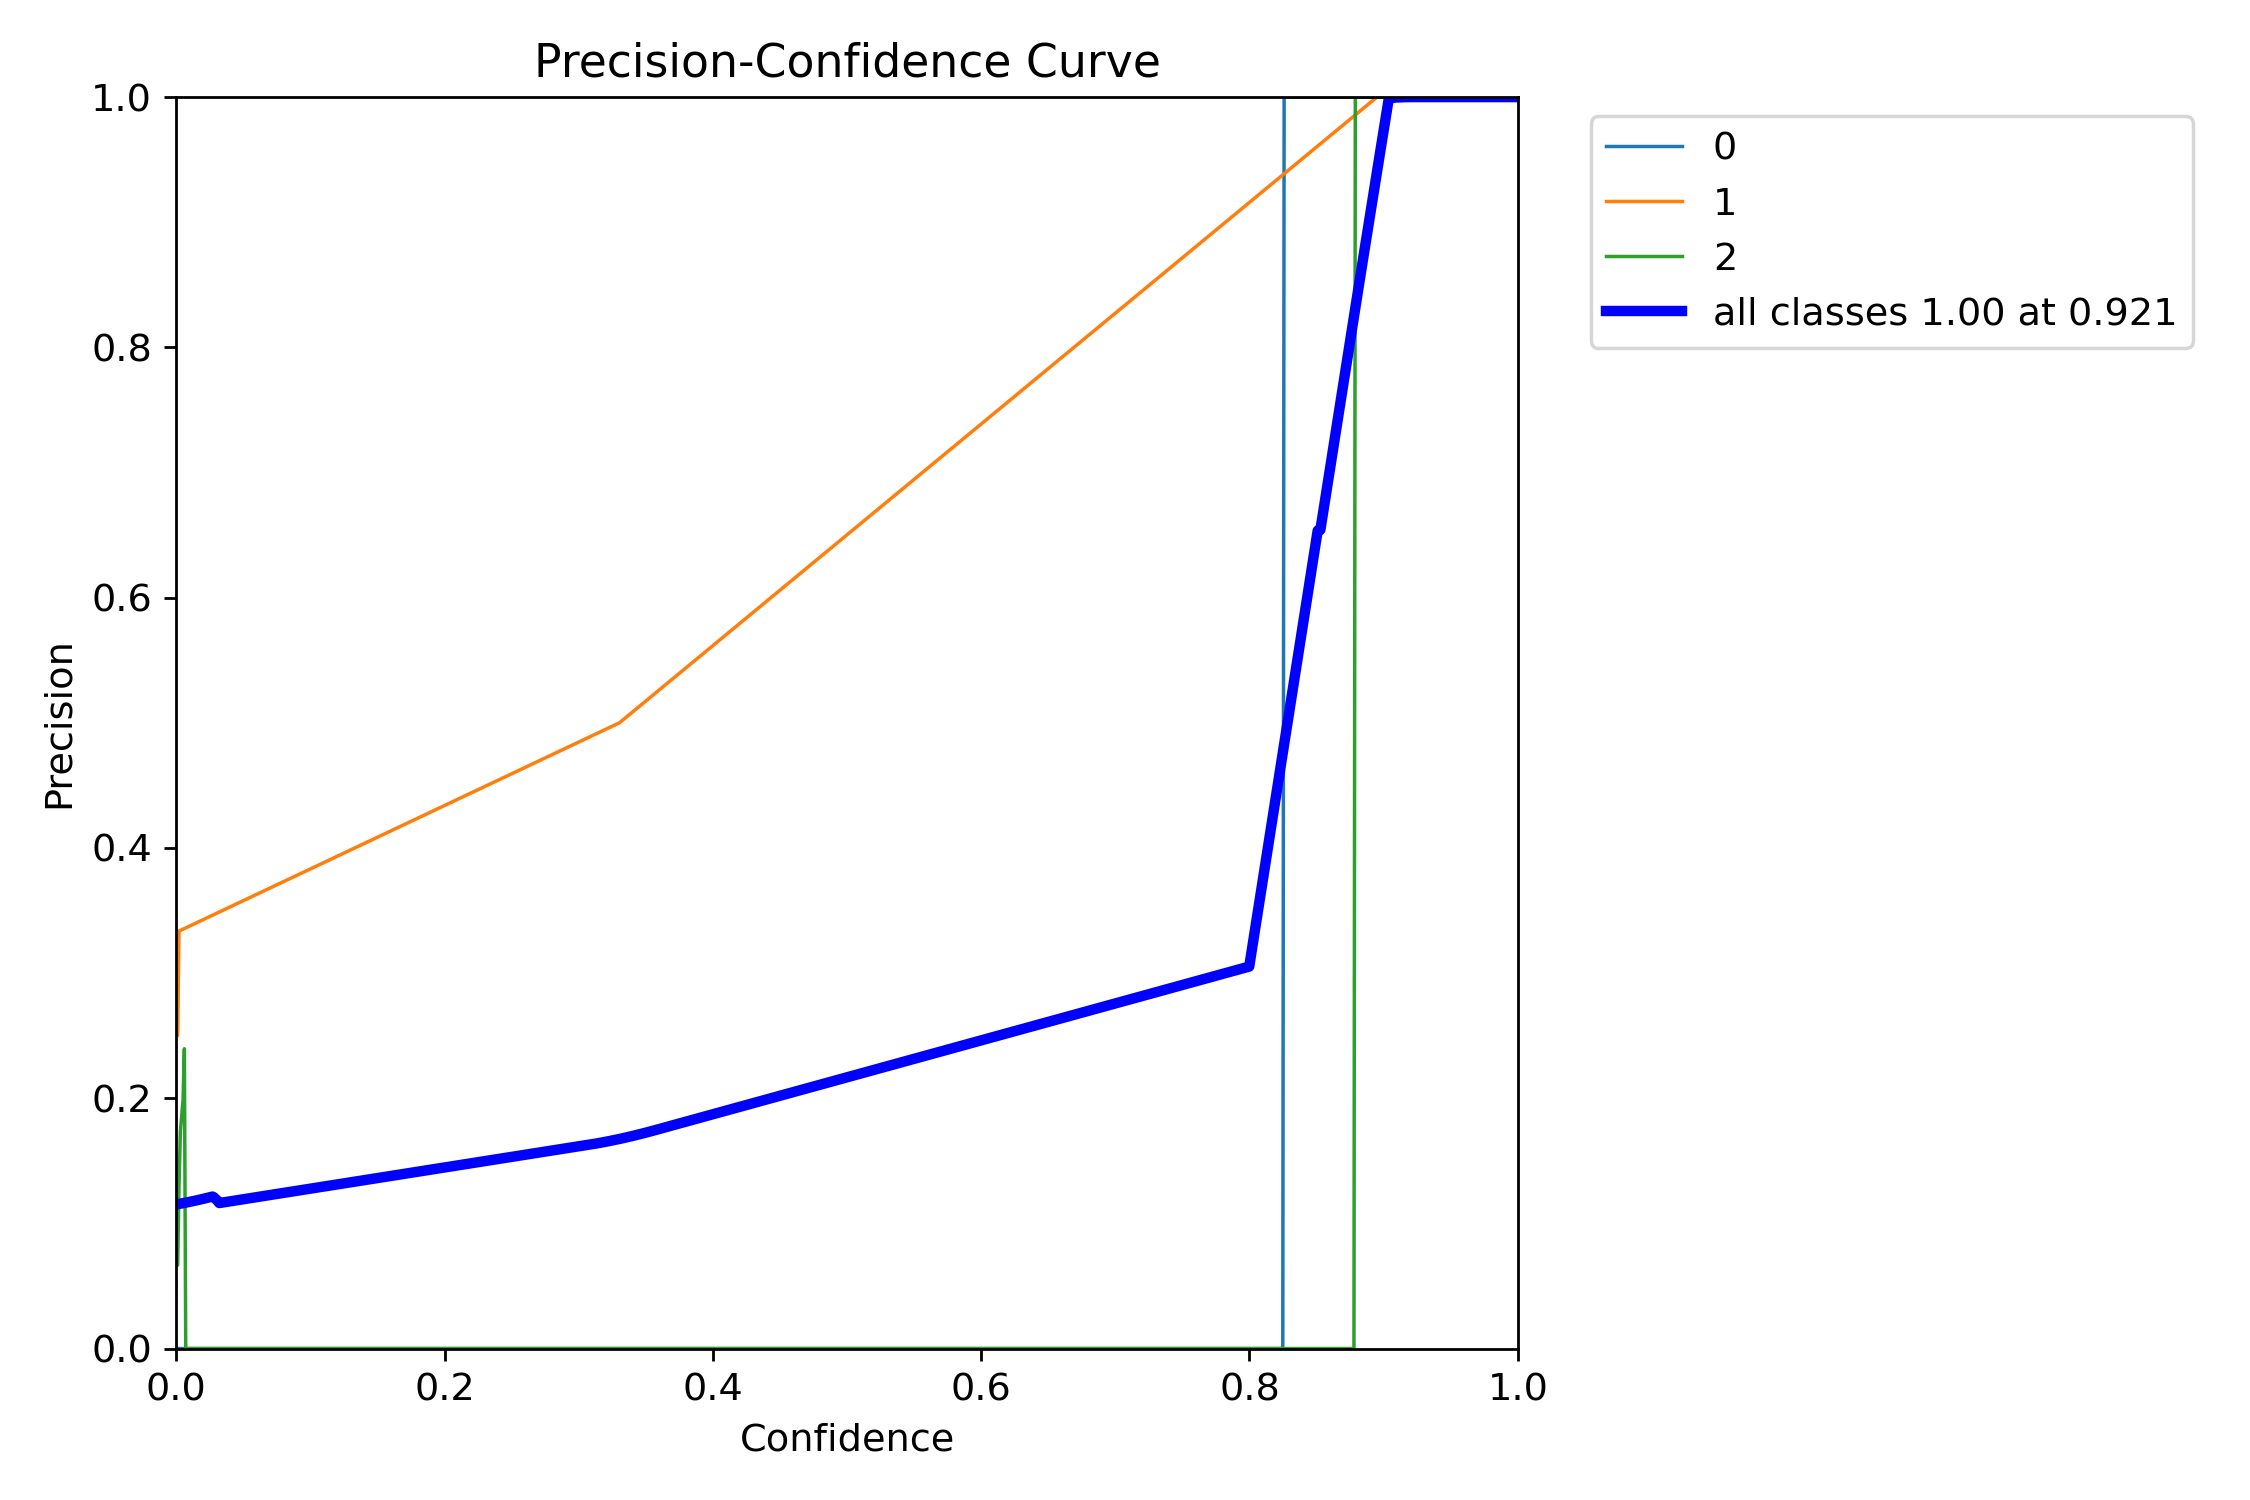 Precision-Confidence Curve
1.0
0.8
0.6
0.4
0.2
0.0
Precision
0.0 0.2 0.4 0.6 0.8 1.0
Confidence
0
1
2
all classes 1.00 at 0.921